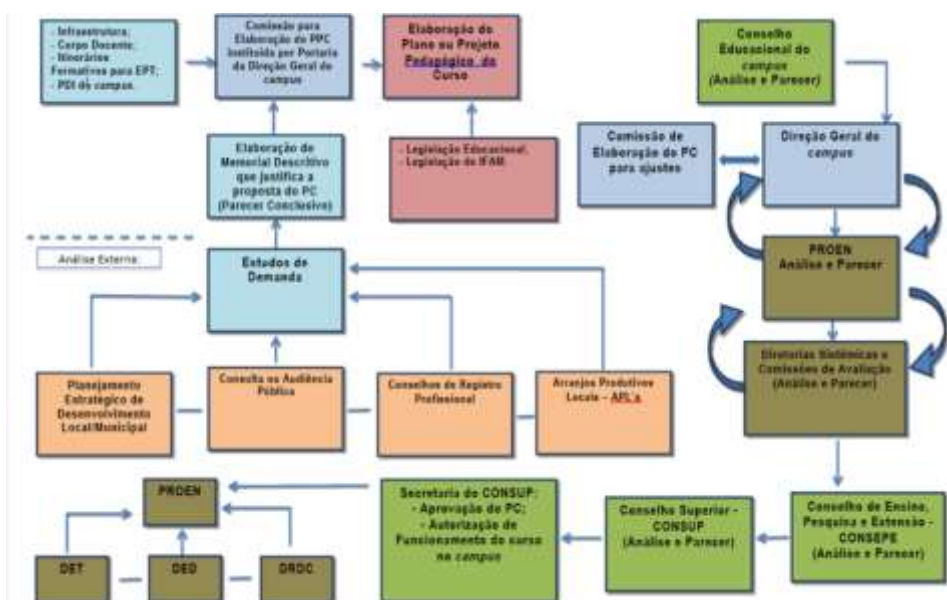 - Infraestrutura;
- Corpo Docente;
- Itinerários
Formativos para EPT;
- PDI do campus.
Comissão para
Elaboração do PPC
instituída por Portaria
da Direção Geral do
campus
Elaboração do
Plano ou Projeto
Pedagógico do
Curso
Conselho
Educacional do
campus
(Análise e Parecer)
Elaboração de
Memorial Descritivo
que justifica a
proposta do PC
(Parecer Conclusivo)
- Legislação Educacional,
- Legislação do IFAM
Comissão de
Elaboração do PC
para ajustes
Direção Geral do
campus
Análise Externa
Estudos de
Demanda
PROEN
Análise e Parecer
Diretorias Sistêmicas e
Comissões de Avaliação
(Análise e Parecer)
Planejamento
Estratégico de
Desenvolvimento
Local/Municipal
Consulta ou Audiência
Pública
Conselhos de Registro
Profissional
Arranjos Produtivos
Locais – APL's
PROEN
DET
DED
DRDC
Secretaria do CONSUP:
- Aprovação do PC;
- Autorização de
Funcionamento do curso
no campus
Conselho Superior -
CONSUP
(Análise e Parecer)
Conselho de Ensino,
Pesquisa e Extensão -
CONSEPE
(Análise e Parecer)